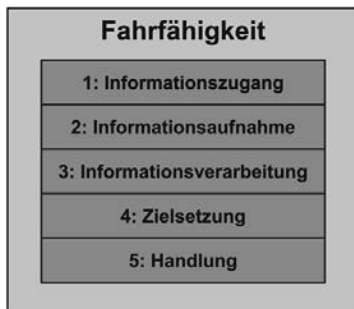 Fahrfähigkeit
1: Informationszugang
2: Informationsaufnahme
3: Informationsverarbeitung
4: Zielsetzung
5: Handlung